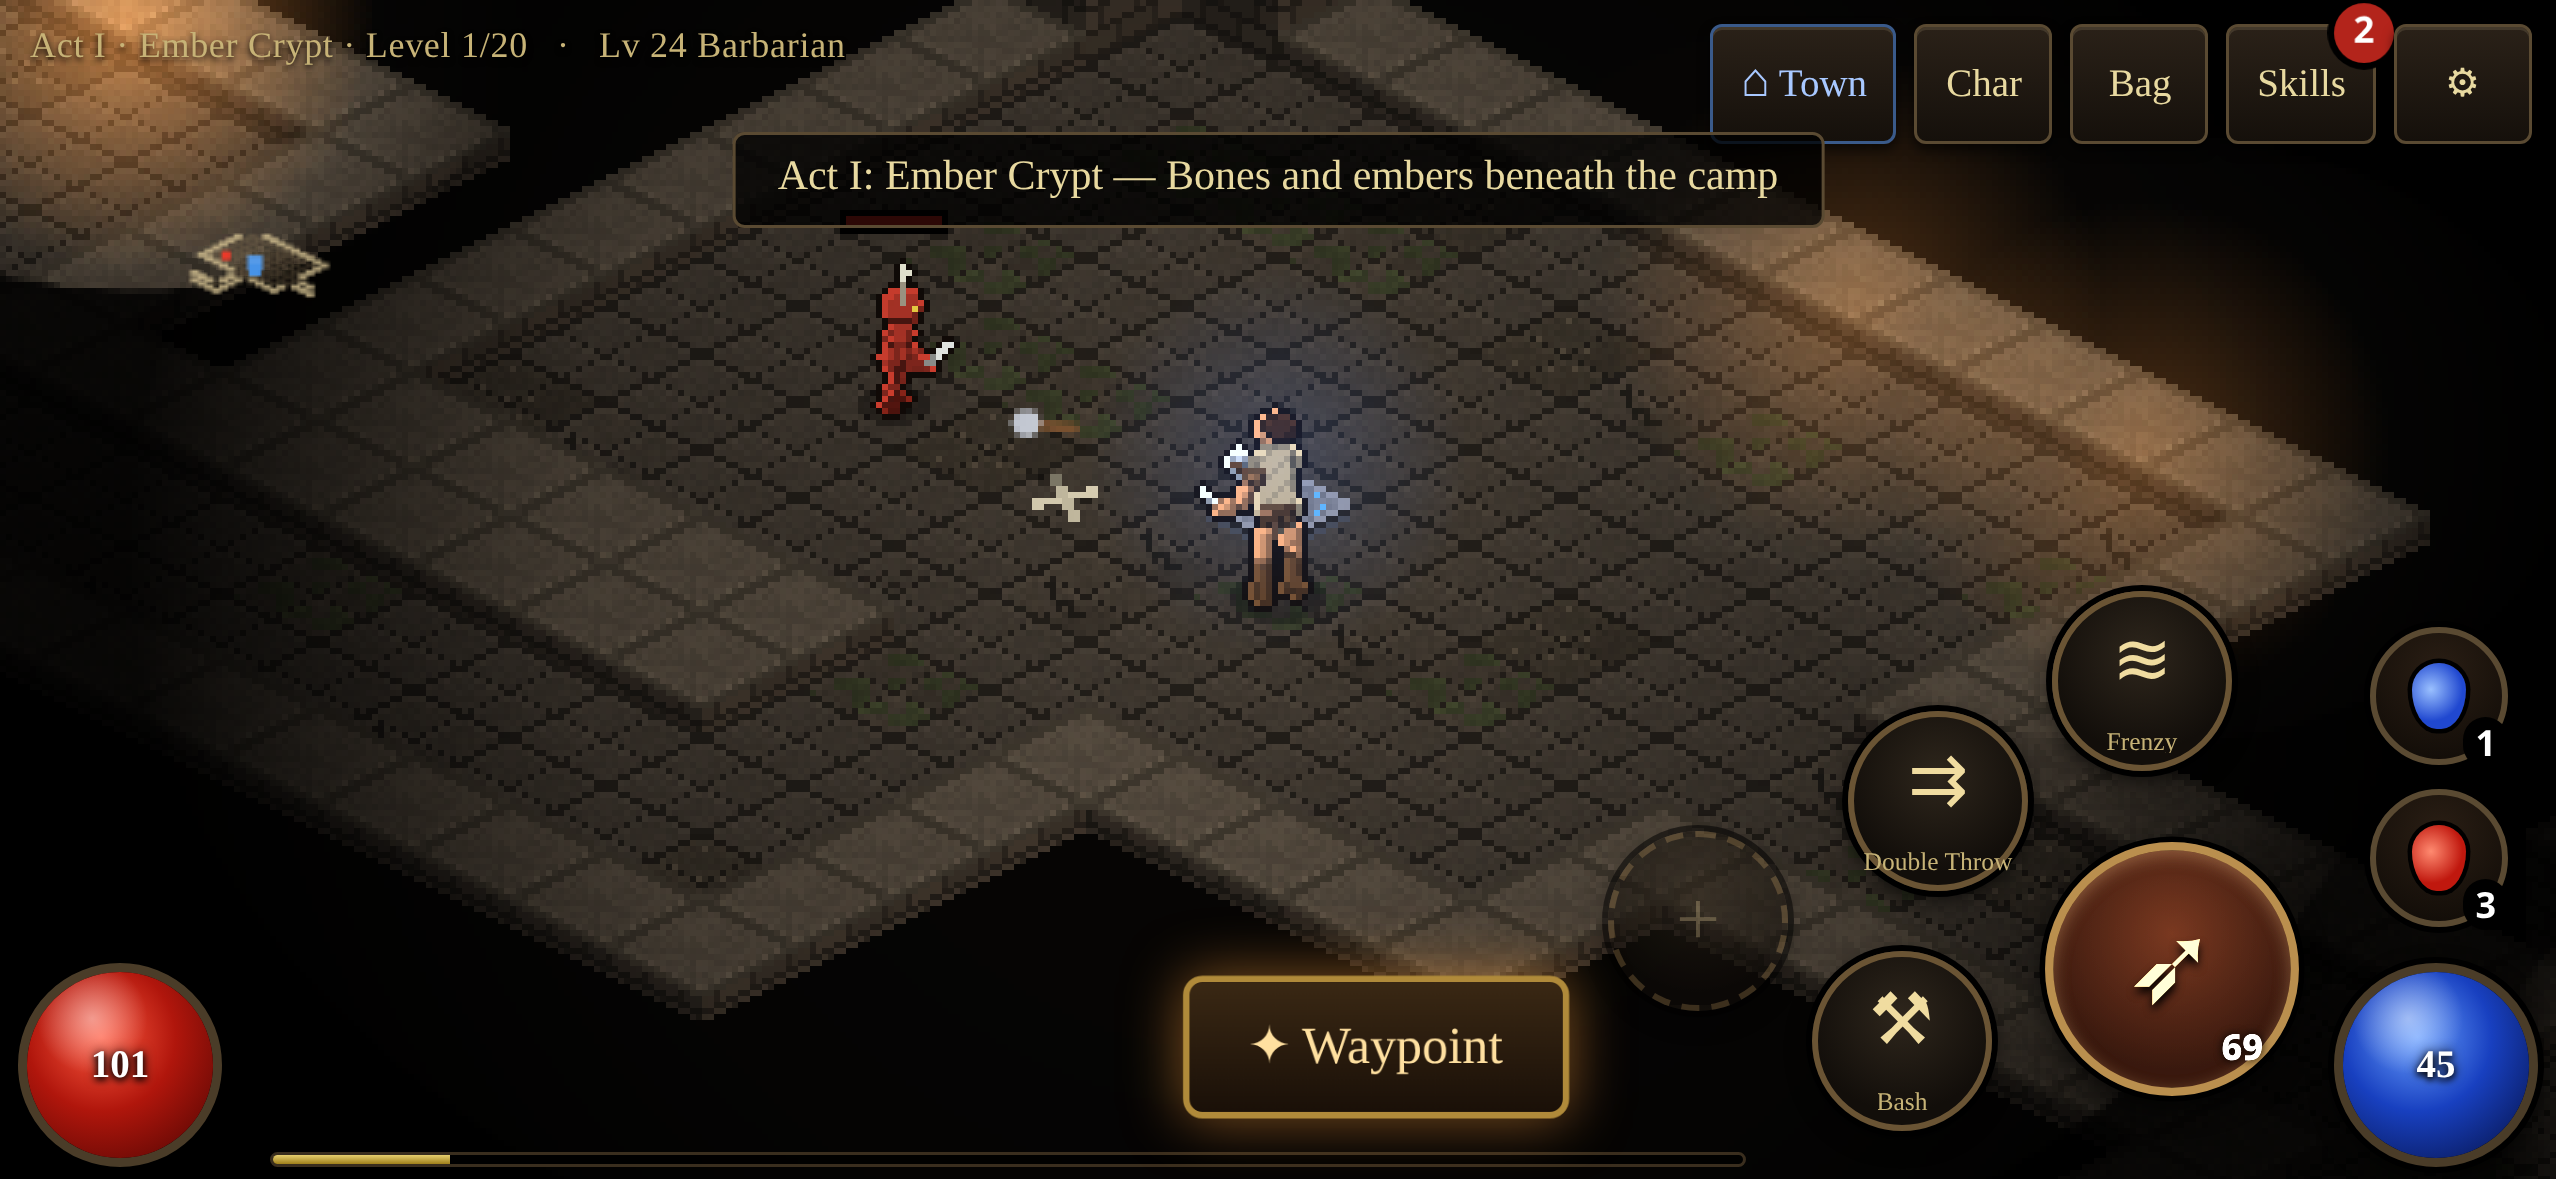 Act I · Ember Crypt · Level 1/20 · Lv 24 Barbarian
⌂ Town
Char
Bag
Skills
2
⚙
Act I: Ember Crypt — Bones and embers beneath the camp
Frenzy
1
Double Throw
3
+
✦ Waypoint
Bash
69
101
45